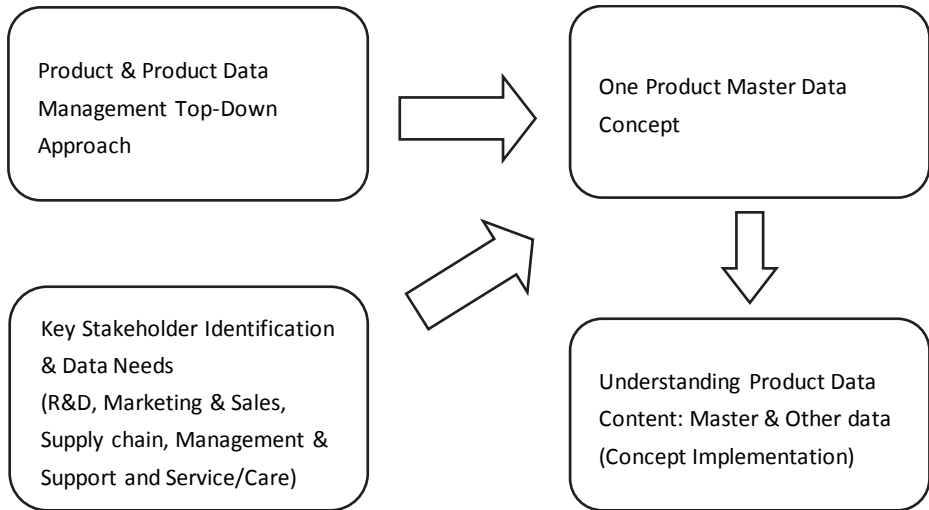 Product & Product Data
Management Top-Down
Approach
One Product Master Data
Concept
Key Stakeholder Identification
& Data Needs
(R&D, Marketing & Sales,
Supply chain, Management &
Support and Service/Care)
Understanding Product Data
Content: Master & Other data
(Concept Implementation)